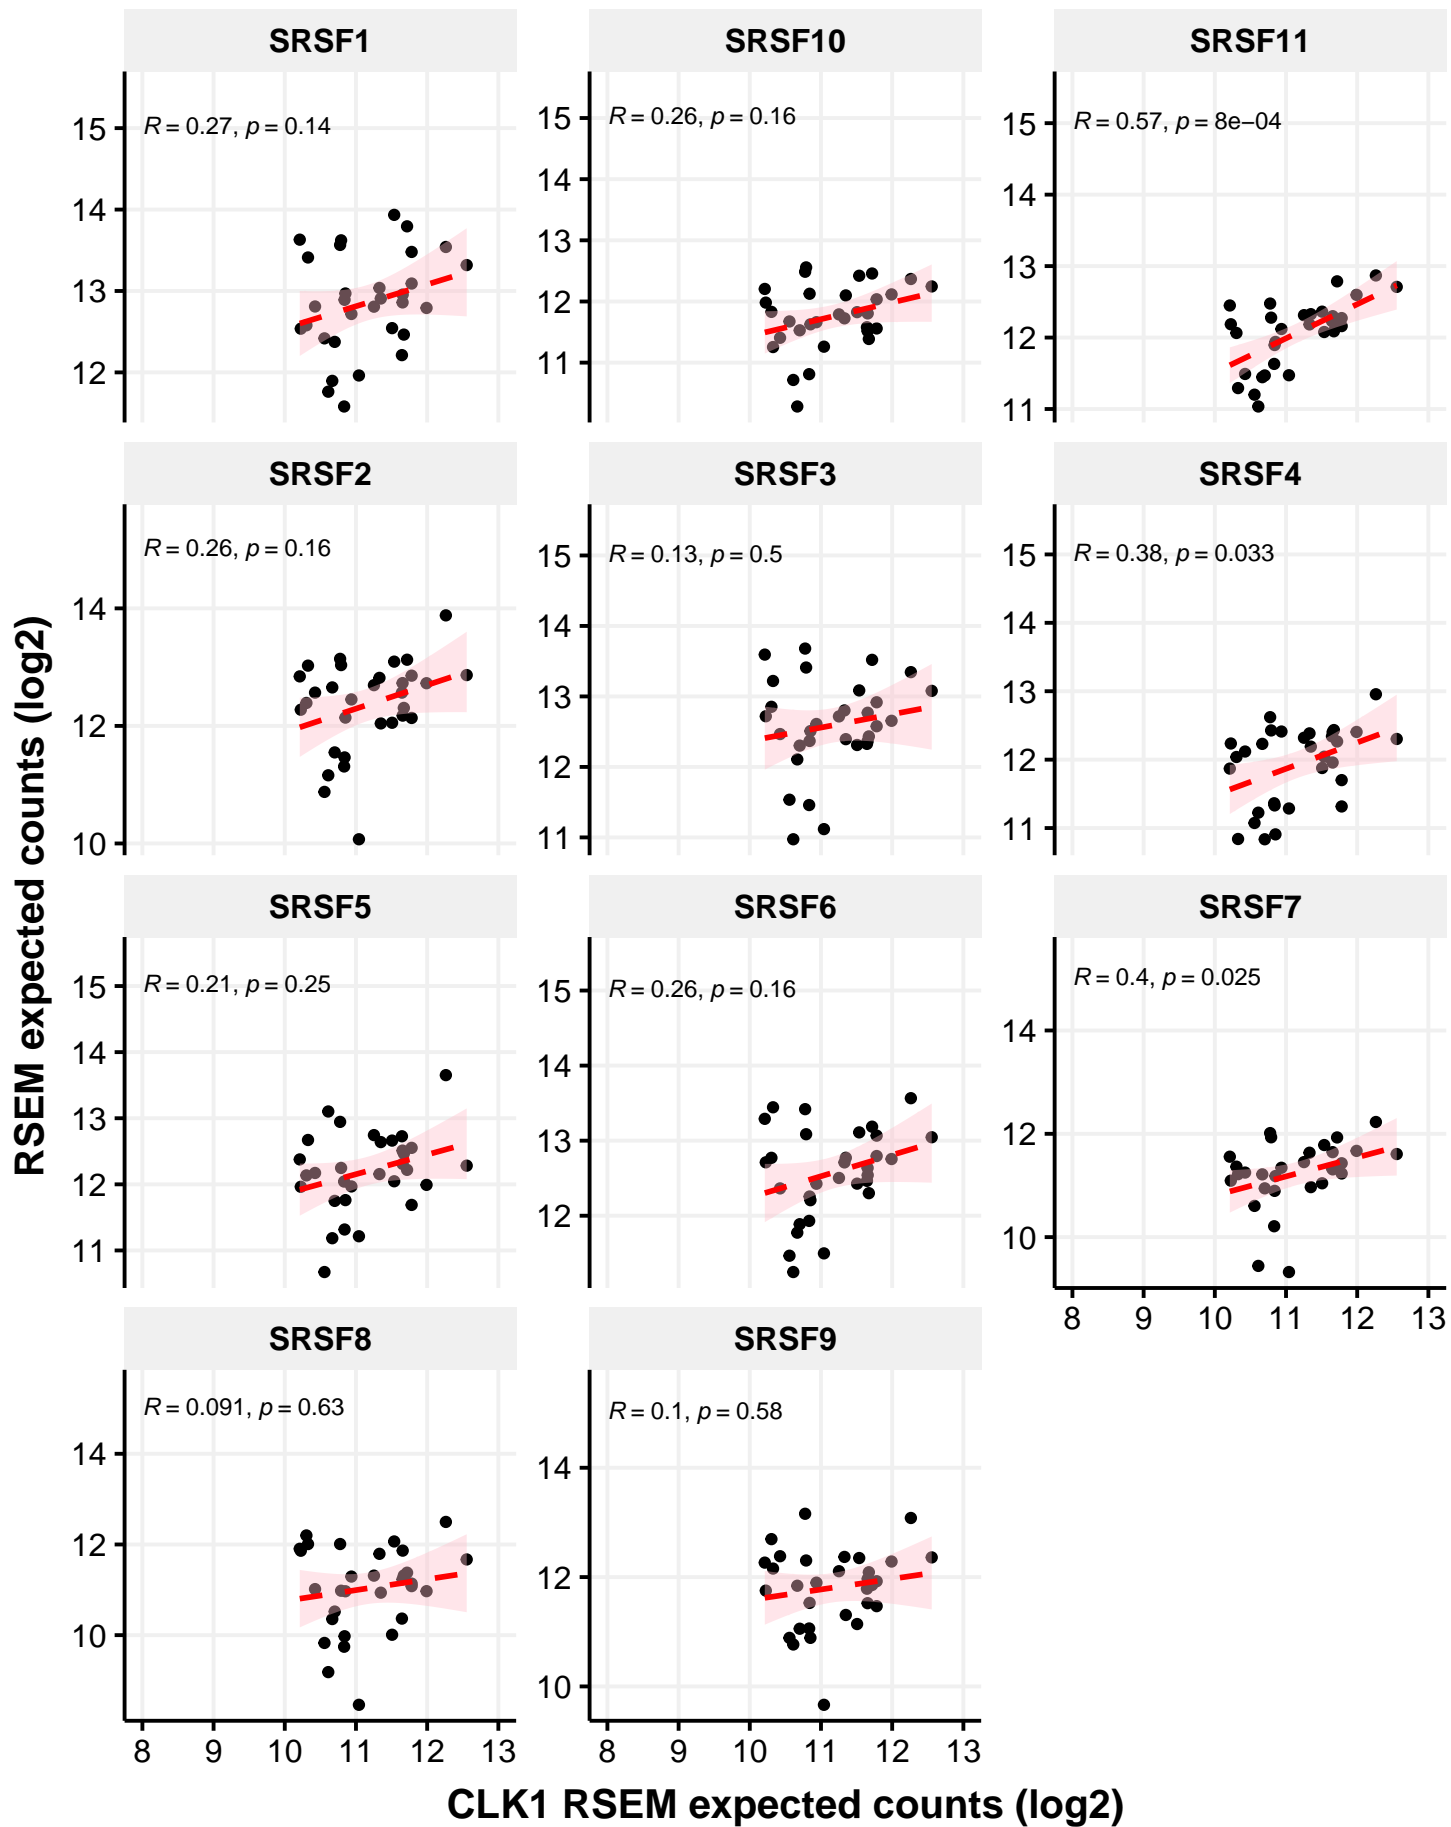 SRSF1 SRSF10 SRSF11
R = 0.27, p = 0.14
15
14
13
12
R = 0.26, p = 0.16
15
14
13
12
11
R = 0.57, p = 8e−04
15
14
13
12
11
SRSF2 SRSF3 SRSF4
R = 0.26, p = 0.16
14
12
10
R = 0.13, p = 0.5
15
14
13
12
11
R = 0.38, p = 0.033
15
14
13
12
11
SRSF5 SRSF6 SRSF7
R = 0.21, p = 0.25
15
14
13
12
11
R = 0.26, p = 0.16
15
14
13
12
R = 0.4, p = 0.025
14
12
10
8 9 10 11 12 13
SRSF8 SRSF9
R = 0.091, p = 0.63
14
12
10
8 9 10 11 12 13
R = 0.1, p = 0.58
14
12
10
8 9 10 11 12 13
RSEM expected counts (log2)
CLK1 RSEM expected counts (log2)